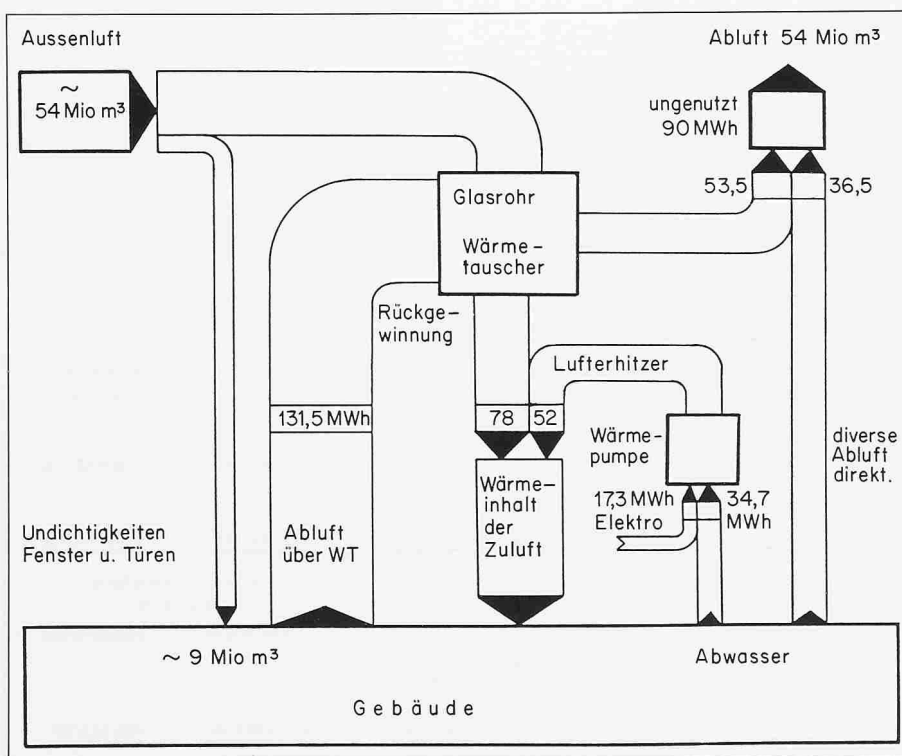 Aussenluft
Abluft 54 Mio m³
~
54 Mio m³
ungenutzt
90 MWh
53,5
36,5
Glasrohr
Wärme-
tauscher
Rückge-
winnung
Lufterhitzer
131,5 MWh
78
52
Wärme-
pumpe
diverse
Abluft
direkt.
17,3 MWh
Elektro
34,7
MWh
Wärme-
inhalt
der
Zuluft
Undichtigkeiten
Fenster u. Türen
Abluft
über WT
~ 9 Mio m³
Abwasser
Gebäude